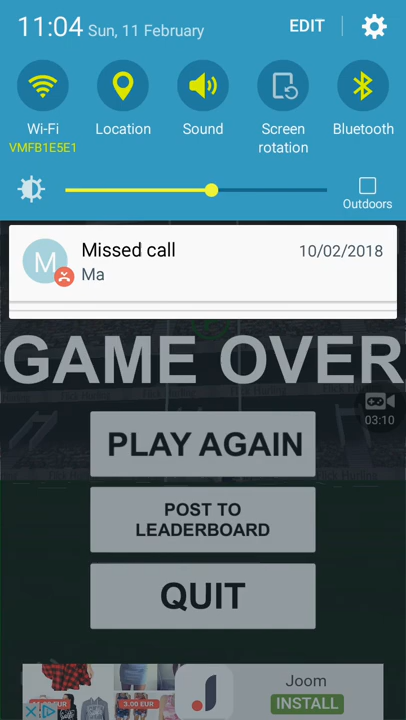 11:04 Sun, 11 February EDIT
Wi-Fi Location Sound Screen rotation Bluetooth
VMFB1E5E1
Outdoors
M Missed call 10/02/2018
Ma
GAME OVER
PLAY AGAIN
03:10
POST TO
LEADERBOARD
QUIT
Joom
3.00 EUR
INSTALL